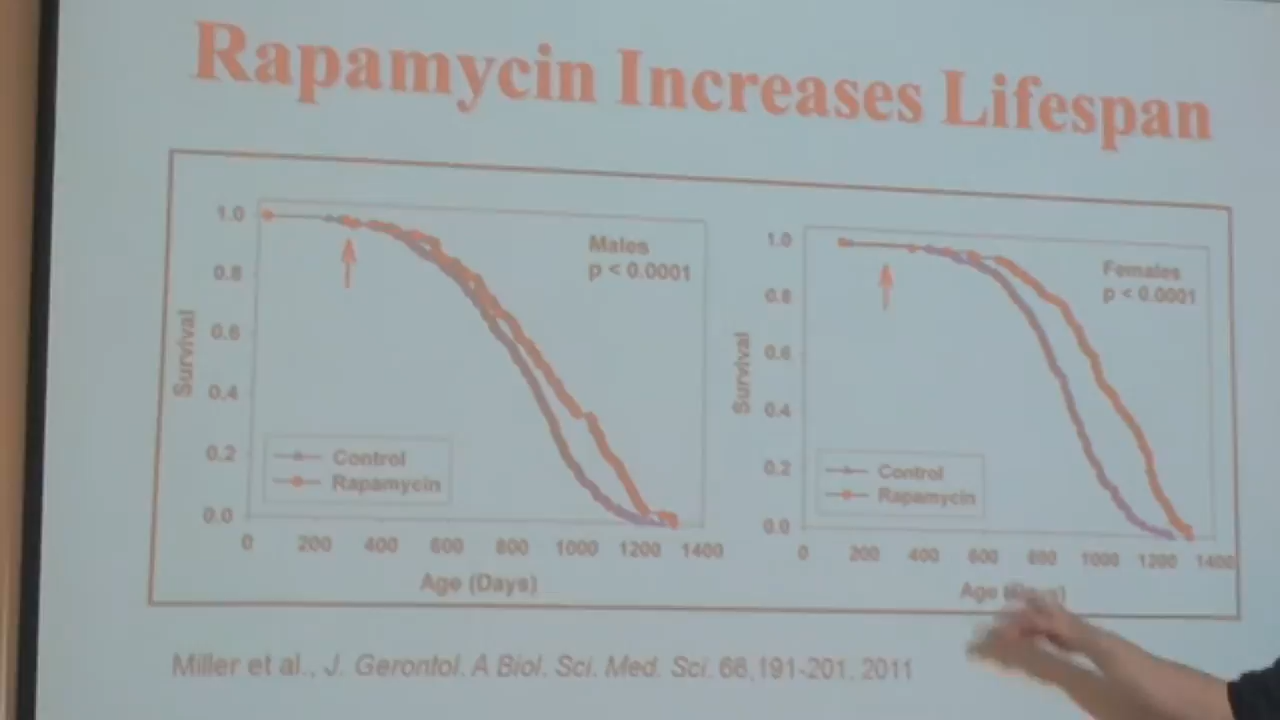 Rapamycin Increases Lifespan
Males
p < 0.0001
Survival
1.0
0.8
0.6
0.4
0.2
0.0
Control
Rapamycin
0 200 400 600 800 1000 1200 1400
Age (Days)
Females
p < 0.0001
Survival
1.0
0.8
0.6
0.4
0.2
0.0
Control
Rapamycin
0 200 400 600 800 1000 1200 1400
Age (Days)
Miller et al., J. Gerontol. A Biol. Sci. Med. Sci. 66,191-201, 2011